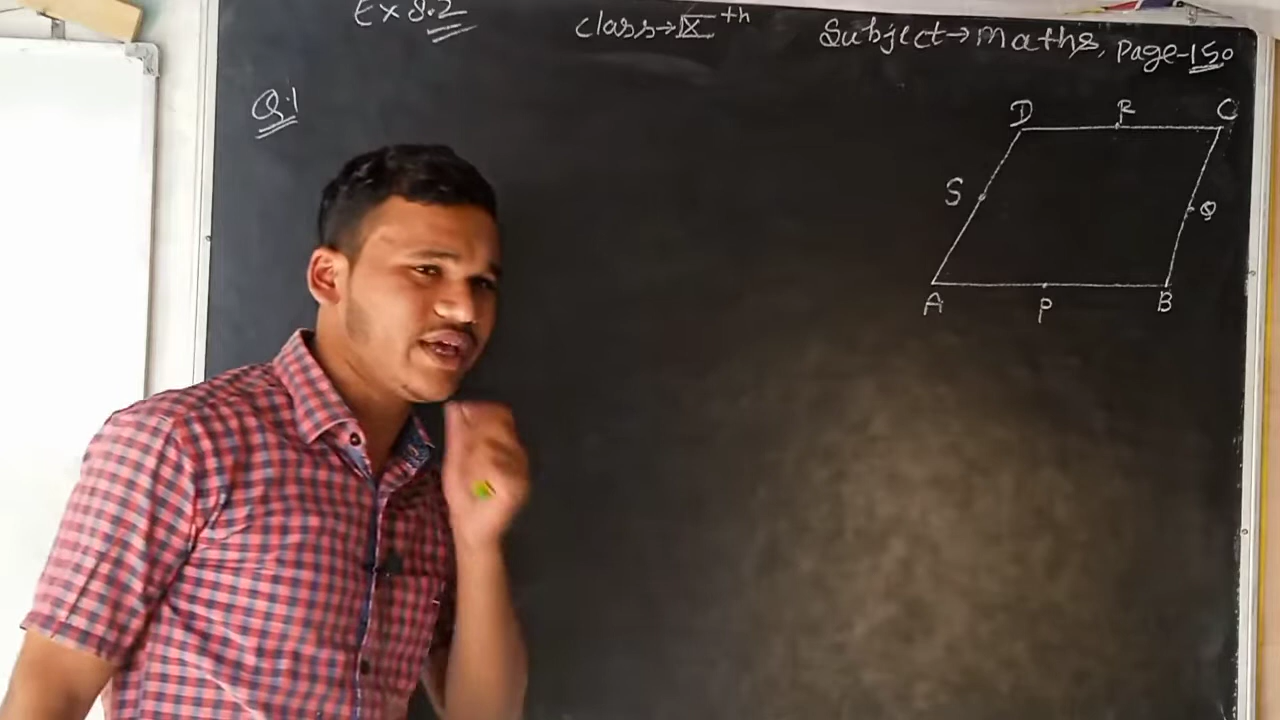 Ex 8.2
Class→IX th
Subject→Maths, Page-150
Q.1
D R C
S
Q
A P B